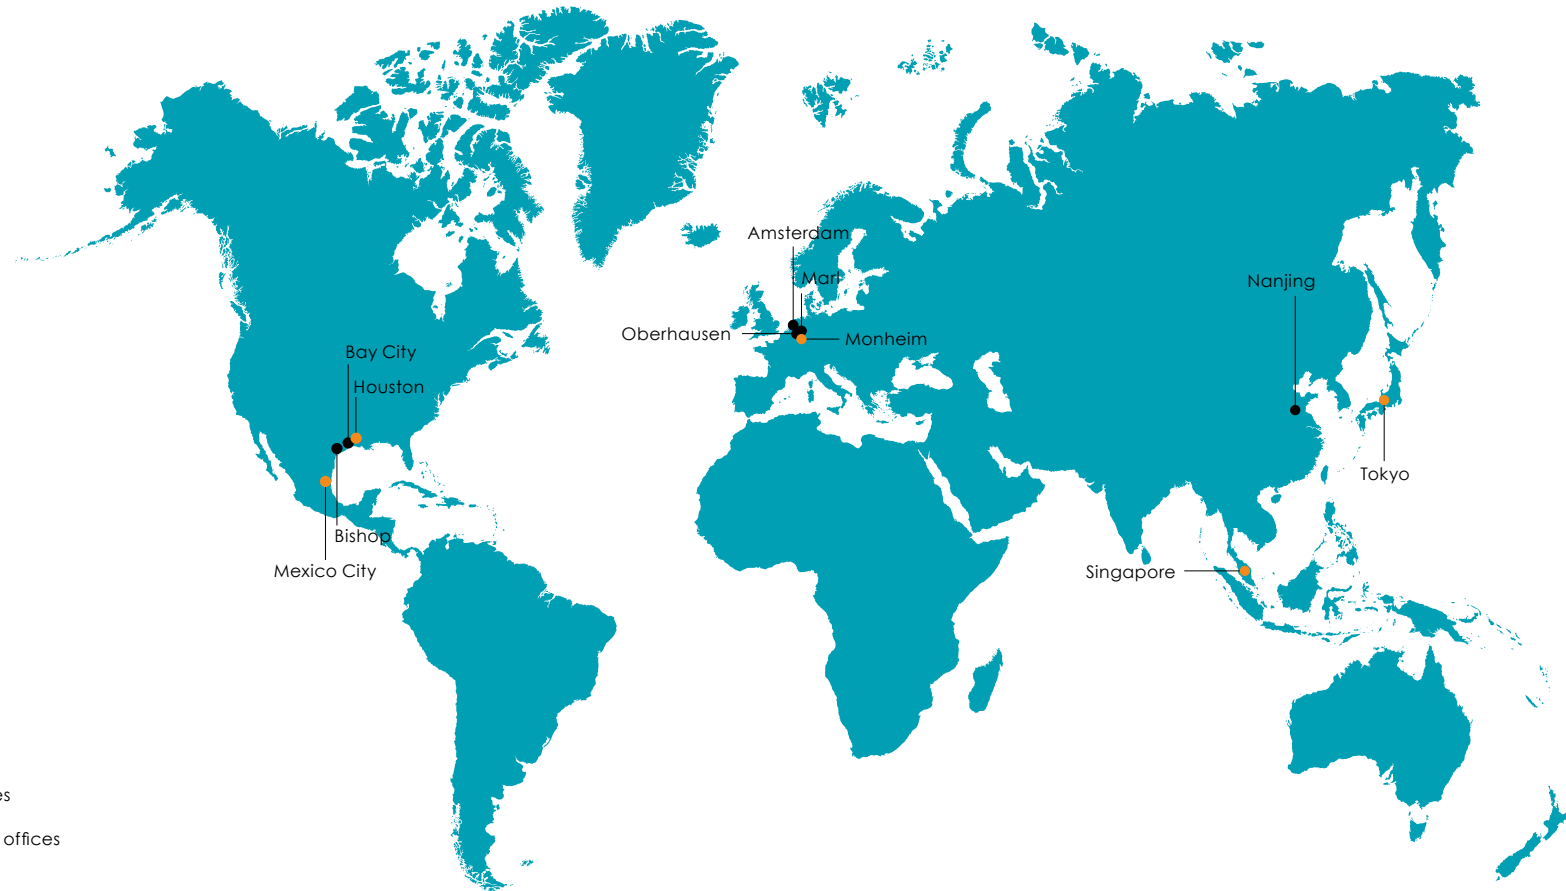 Amsterdam
Marl
Nanjing
Oberhausen
Monheim
Bay City
Houston
Tokyo
Bishop
Mexico City
Singapore
es
offices